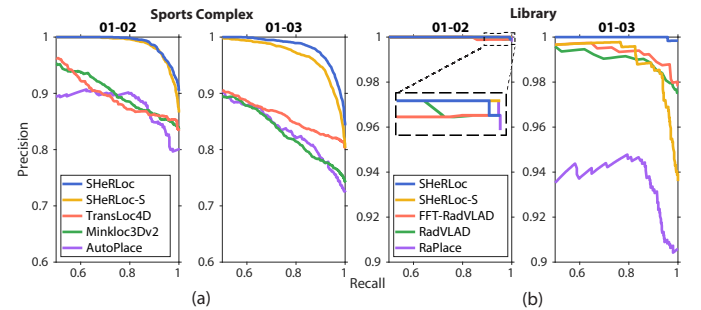 Sports Complex
Library
01-02
01-03
01-02
01-03
Precision
1
0.9
0.8
0.7
0.6
0.6
0.8
1
SHeRLoc
SHeRLoc-S
TransLoc4D
Minkloc3Dv2
AutoPlace
1
0.9
0.8
0.7
0.6
0.6
0.8
1
1
0.98
0.96
0.94
0.92
0.9
0.6
0.8
1
SHeRLoc
SHeRLoc-S
FFT-RadVLAD
RadVLAD
RaPlace
1
0.98
0.96
0.94
0.92
0.9
0.6
0.8
1
Recall
(a)
(b)